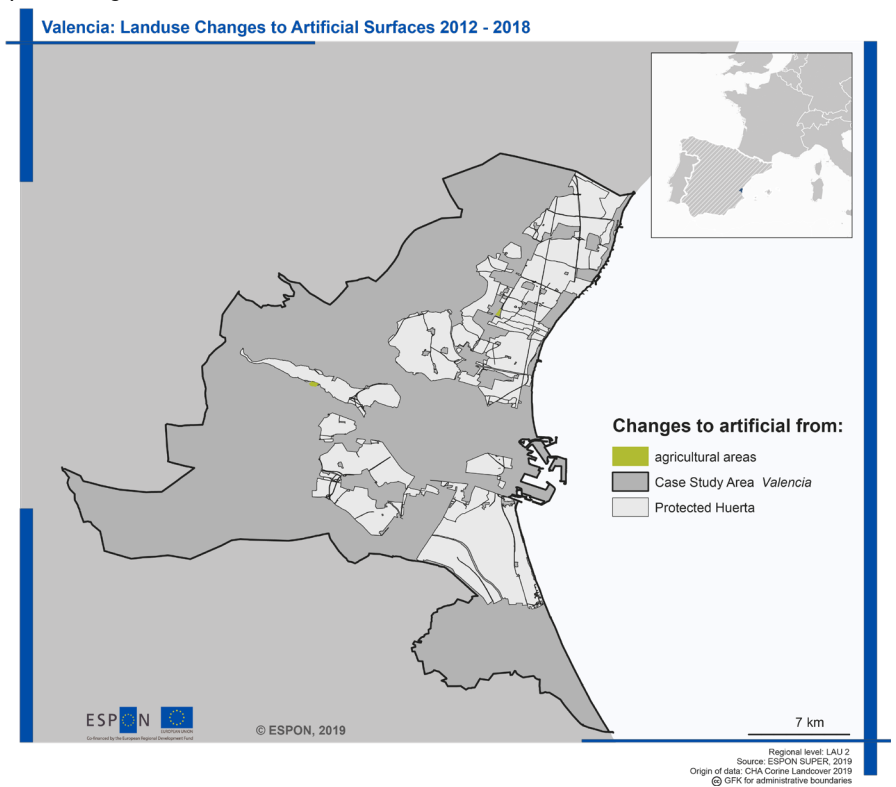 Valencia: Landuse Changes to Artificial Surfaces 2012 - 2018
Changes to artificial from:
agricultural areas
Case Study Area Valencia
Protected Huerta
7 km
ESPON
EUROPEAN UNION
Co-financed by the European Regional Development Fund
© ESPON, 2019
Regional level: LAU 2
Source: ESPON SUPER, 2019
Origin of data: CHA Corine Landcover 2019
cc GFK for administrative boundaries